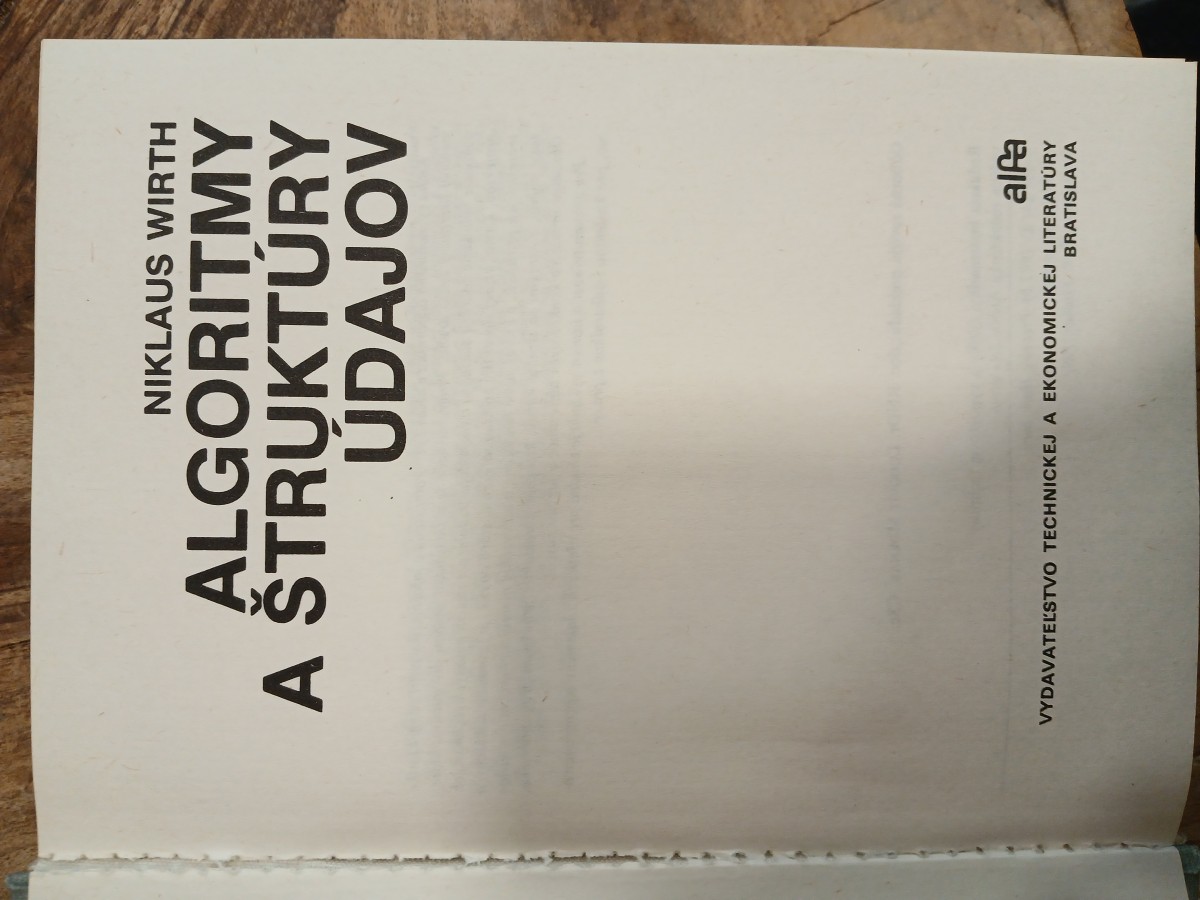 NIKLAUS WIRTH
ALGORITMY
A ŠTRUKTÚRY
ÚDAJOV
alfa
VYDAVATEĽSTVO TECHNICKEJ A EKONOMICKEJ LITERATÚRY
BRATISLAVA